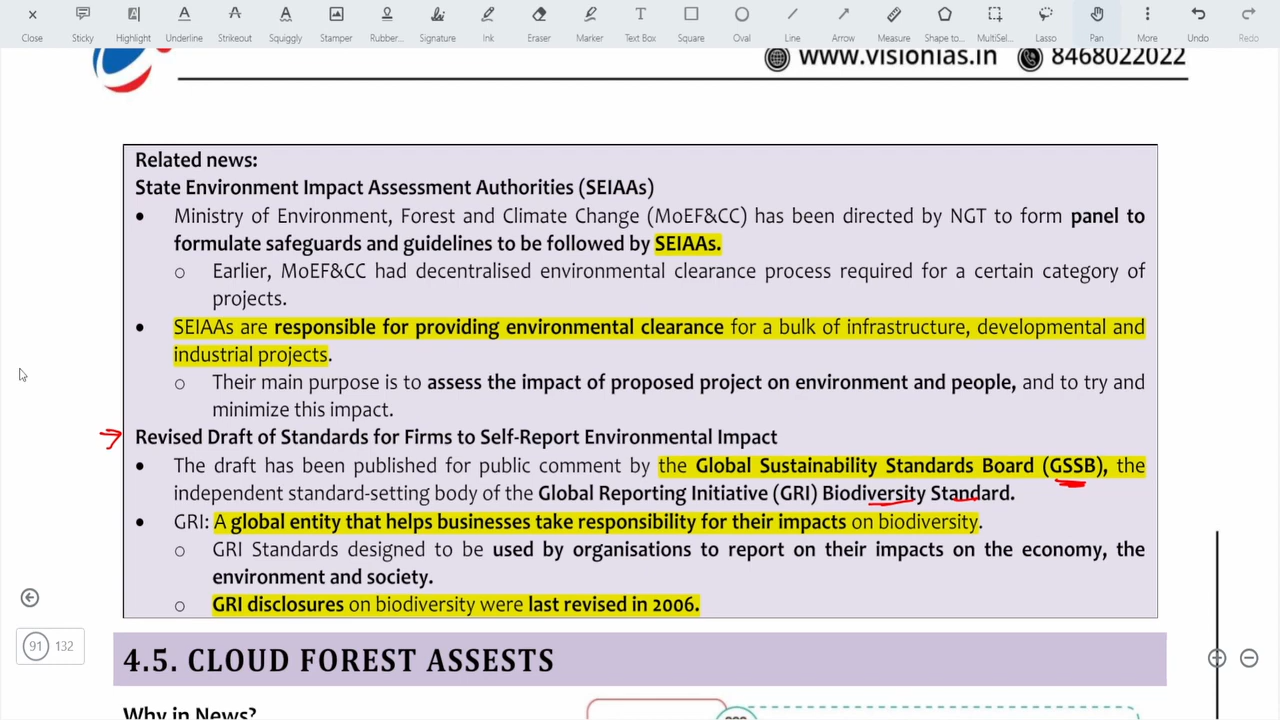 Close Sticky Highlight Underline Strikeout Squiggly Stamper Rubber... Signature Ink Eraser Marker Text Box Square Oval Line Arrow Measure Shape to... MultiSel... Lasso Pan More Undo Redo
www.visionias.in 8468022022
Related news:
State Environment Impact Assessment Authorities (SEIAAs)
• Ministry of Environment, Forest and Climate Change (MoEF&CC) has been directed by NGT to form panel to
formulate safeguards and guidelines to be followed by SEIAAs.
o Earlier, MoEF&CC had decentralised environmental clearance process required for a certain category of
projects.
• SEIAAs are responsible for providing environmental clearance for a bulk of infrastructure, developmental and
industrial projects.
o Their main purpose is to assess the impact of proposed project on environment and people, and to try and
minimize this impact.
Revised Draft of Standards for Firms to Self-Report Environmental Impact
• The draft has been published for public comment by the Global Sustainability Standards Board (GSSB), the
independent standard-setting body of the Global Reporting Initiative (GRI) Biodiversity Standard.
• GRI: A global entity that helps businesses take responsibility for their impacts on biodiversity.
o GRI Standards designed to be used by organisations to report on their impacts on the economy, the
environment and society.
o GRI disclosures on biodiversity were last revised in 2006.
91 132
4.5. CLOUD FOREST ASSESTS
Why in News?